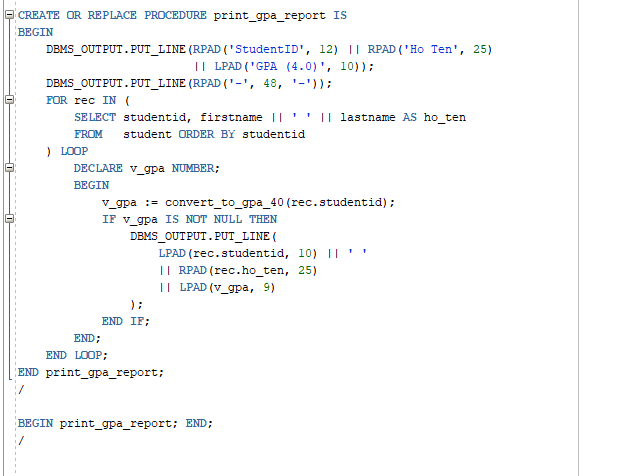 CREATE OR REPLACE PROCEDURE print_gpa_report IS
BEGIN
    DBMS_OUTPUT.PUT_LINE(RPAD('StudentID', 12) || RPAD('Ho Ten', 25)
                         || LPAD('GPA (4.0)', 10));
    DBMS_OUTPUT.PUT_LINE(RPAD('-', 48, '-'));
    FOR rec IN (
        SELECT studentid, firstname || ' ' || lastname AS ho_ten
        FROM   student ORDER BY studentid
    ) LOOP
        DECLARE v_gpa NUMBER;
        BEGIN
            v_gpa := convert_to_gpa_40(rec.studentid);
            IF v_gpa IS NOT NULL THEN
                DBMS_OUTPUT.PUT_LINE(
                    LPAD(rec.studentid, 10) || ' '
                    || RPAD(rec.ho_ten, 25)
                    || LPAD(v_gpa, 9)
                );
            END IF;
        END;
    END LOOP;
END print_gpa_report;
/

BEGIN print_gpa_report; END;
/